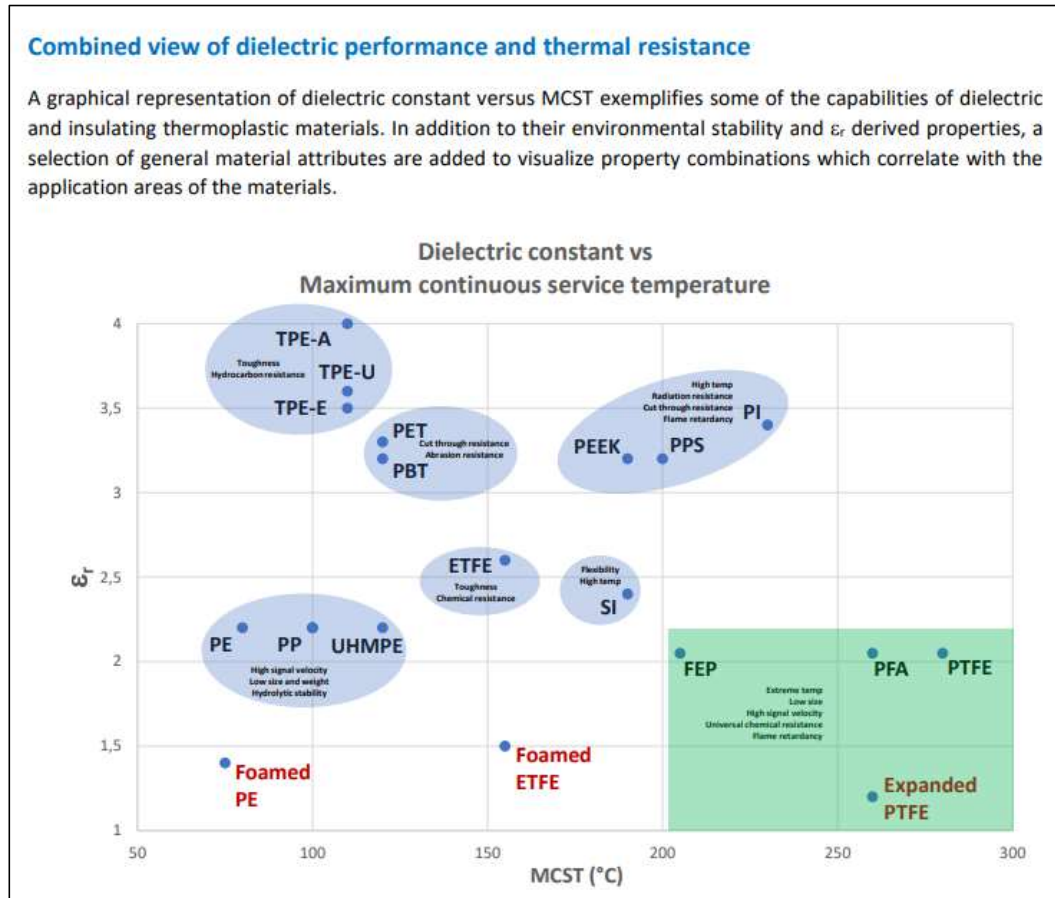 Combined view of dielectric performance and thermal resistance
A graphical representation of dielectric constant versus MCST exemplifies some of the capabilities of dielectric
and insulating thermoplastic materials. In addition to their environmental stability and εr derived properties, a
selection of general material attributes are added to visualize property combinations which correlate with the
application areas of the materials.
Dielectric constant vs
Maximum continuous service temperature
4
TPE-A
Toughness
Hydrocarbon resistance
TPE-U
TPE-E
3,5
High temp
Radiation resistance
Cut through resistance
Flame retardancy
PI
PET
Cut through resistance
Abrasion resistance
PBT
PEEK
PPS
3
εr
2,5
ETFE
Toughness
Chemical resistance
Flexibility
High temp
SI
PE
PP
UHMPE
High signal velocity
Low size and weight
Hydrolytic stability
2
FEP
PFA
PTFE
Extreme temp
Low size
High signal velocity
Universal chemical resistance
Flame retardancy
1,5
Foamed
PE
Foamed
ETFE
Expanded
PTFE
1
50
100
150
200
250
300
MCST (°C)